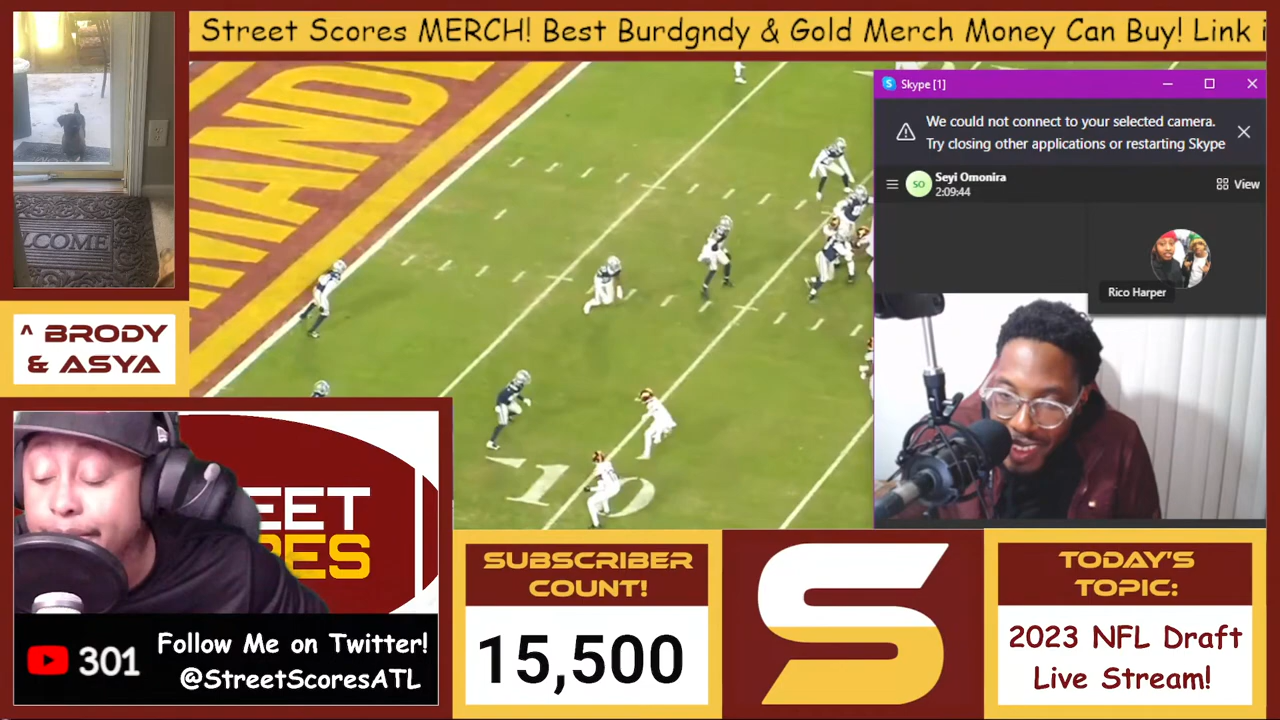 Street Scores MERCH! Best Burdgndy & Gold Merch Money Can Buy! Link i
Skype [1]
We could not connect to your selected camera.
Try closing other applications or restarting Skype
SO
Seyi Omonira
2:09:44
View
Rico Harper
LCOME
^ BRODY
& ASYA
10
EET
RES
301
Follow Me on Twitter!
@StreetScoresATL
SUBSCRIBER
COUNT!
15,500
TODAY'S
TOPIC:
2023 NFL Draft
Live Stream!